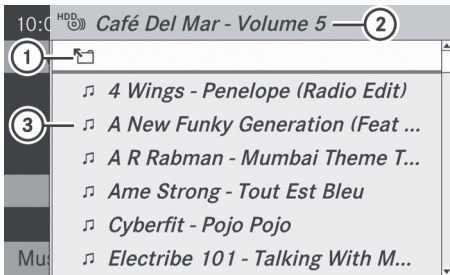 10:0 HDD Café Del Mar - Volume 5 2
1
4 Wings - Penelope (Radio Edit)
3 A New Funky Generation (Feat ...
A R Rabman - Mumbai Theme T...
Ame Strong - Tout Est Bleu
Cyberfit - Pojo Pojo
Mus Electribe 101 - Talking With M...